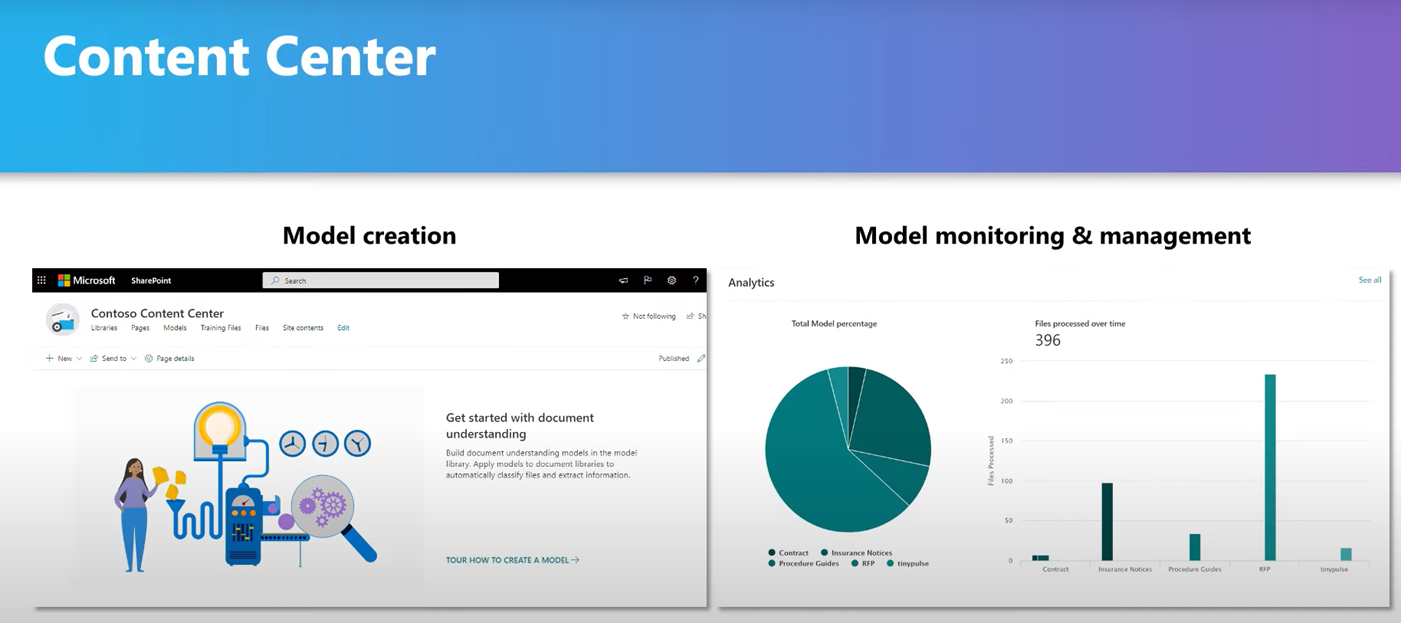 Content Center
Model creation
Model monitoring & management
Microsoft SharePoint Search ?
Contoso Content Center
Libraries Pages Models Training Files Files Site contents Edit
Not following Sh
New Send to Page details Published
Get started with document
understanding
Build document understanding models in the model
library. Apply models to document libraries to
automatically classify files and extract information.
TOUR HOW TO CREATE A MODEL
Analytics See all
Total Model percentage
Contract Insurance Notices
Procedure Guides RFP tinypulse
Files processed over time
396
Files Processed
250
200
150
100
50
0
Contract Insurance Notices Procedure Guides RFP tinypulse